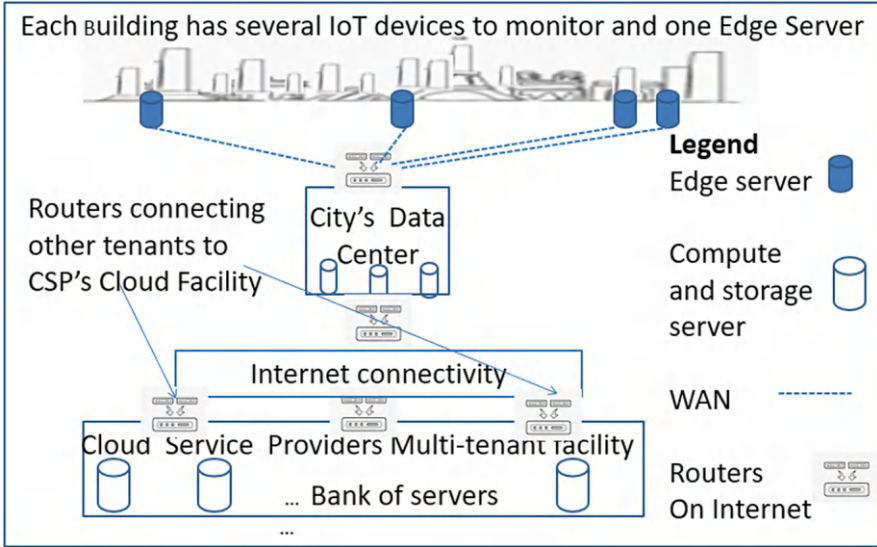 Each Building has several IoT devices to monitor and one Edge Server
Legend
Edge server
Routers connecting
other tenants to
CSP's Cloud Facility
City's Data
Center
Compute
and storage
server
Internet connectivity
WAN
Cloud Service Providers Multi-tenant facility
... Bank of servers
...
Routers
On Internet